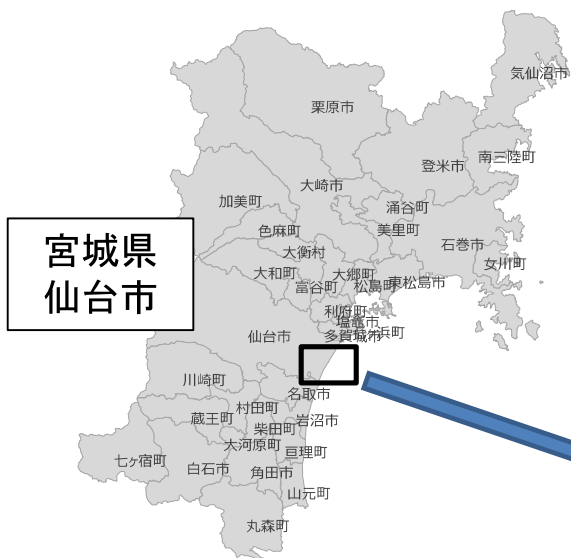 気仙沼市
栗原市
南三陸町
登米市
大崎市
加美町
涌谷町
色麻町
美里町
石巻市
大衡村
女川町
宮城県
仙台市
大和町
大郷町
東松島市
富谷町
松島町
利府町
塩竈市
仙台市
多賀城市
浜町
川崎町
名取市
村田町
岩沼市
蔵王町
柴田町
大河原町
亘理町
七ヶ宿町
白石市
角田市
山元町
丸森町